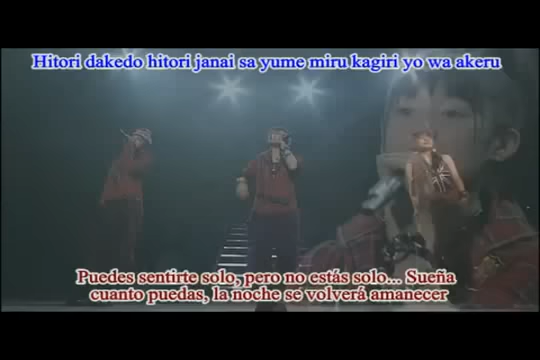 Hitori dakedo hitori janai sa yume miru kagiri yo wa akeru
Puedes sentirte solo, pero no estás solo... Sueña
cuanto puedas, la noche se volverá amanecer